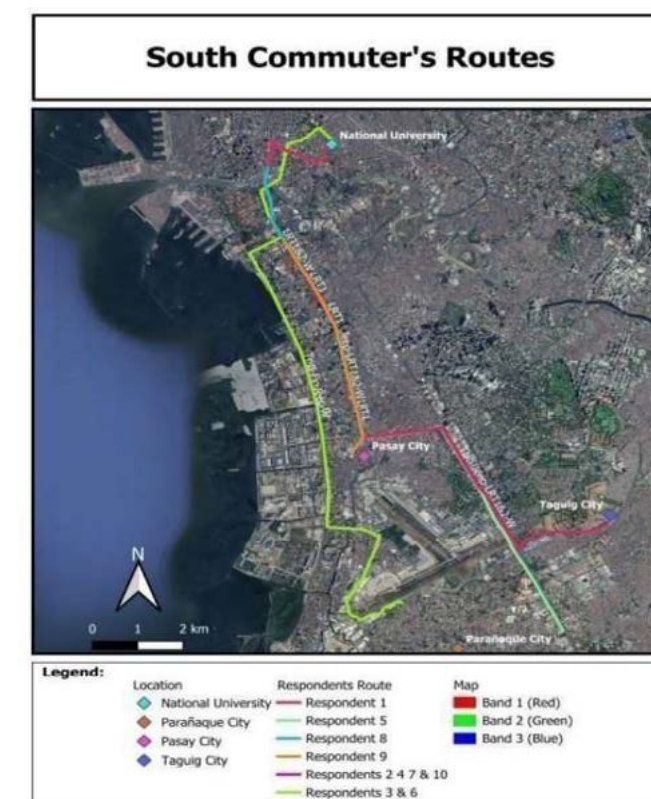 South Commuter's Routes
National University
Pasay City
Taguig City
Parañaque City
N
0 1 2 km
Legend:
Location
National University
Parañaque City
Pasay City
Taguig City
Respondents Route
Respondent 1
Respondent 5
Respondent 8
Respondent 9
Respondents 2 4 7 & 10
Respondents 3 & 6
Map
Band 1 (Red)
Band 2 (Green)
Band 3 (Blue)